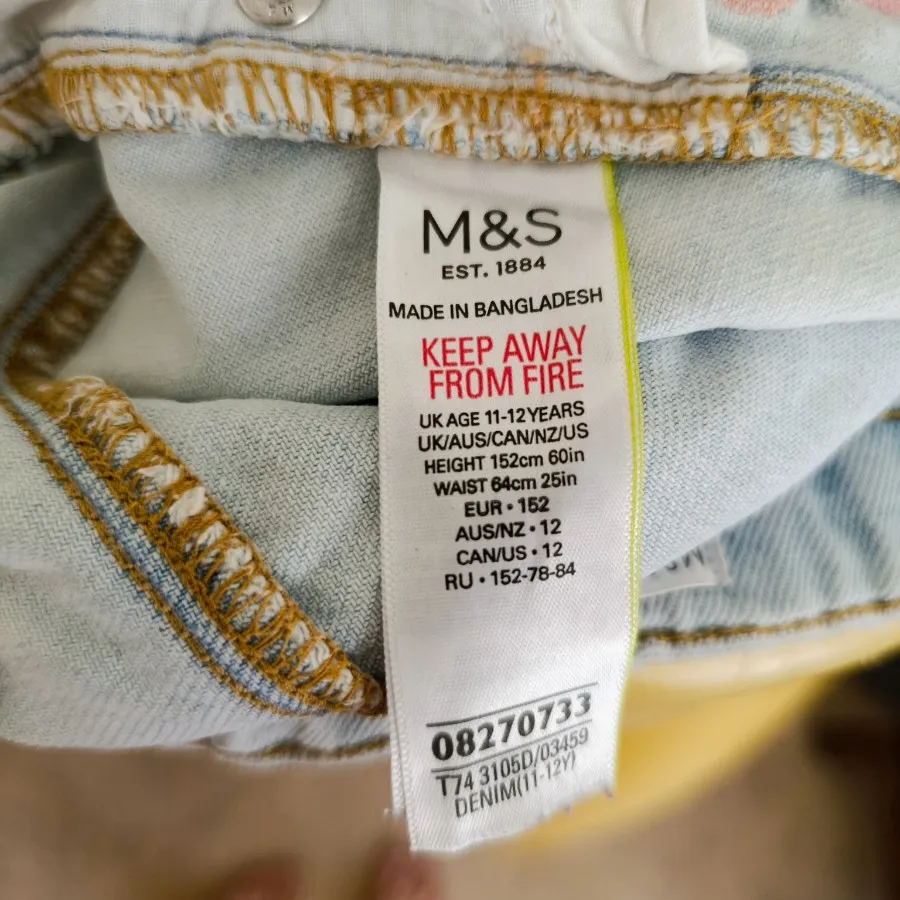 M&S
EST. 1884
MADE IN BANGLADESH
KEEP AWAY
FROM FIRE
UK AGE 11-12 YEARS
UK/AUS/CAN/NZ/US
HEIGHT 152cm 60in
WAIST 64cm 25in
EUR • 152
AUS/NZ • 12
CAN/US • 12
RU • 152-78-84
08270733
T74 3105D/03459
DENIM(11-12Y)